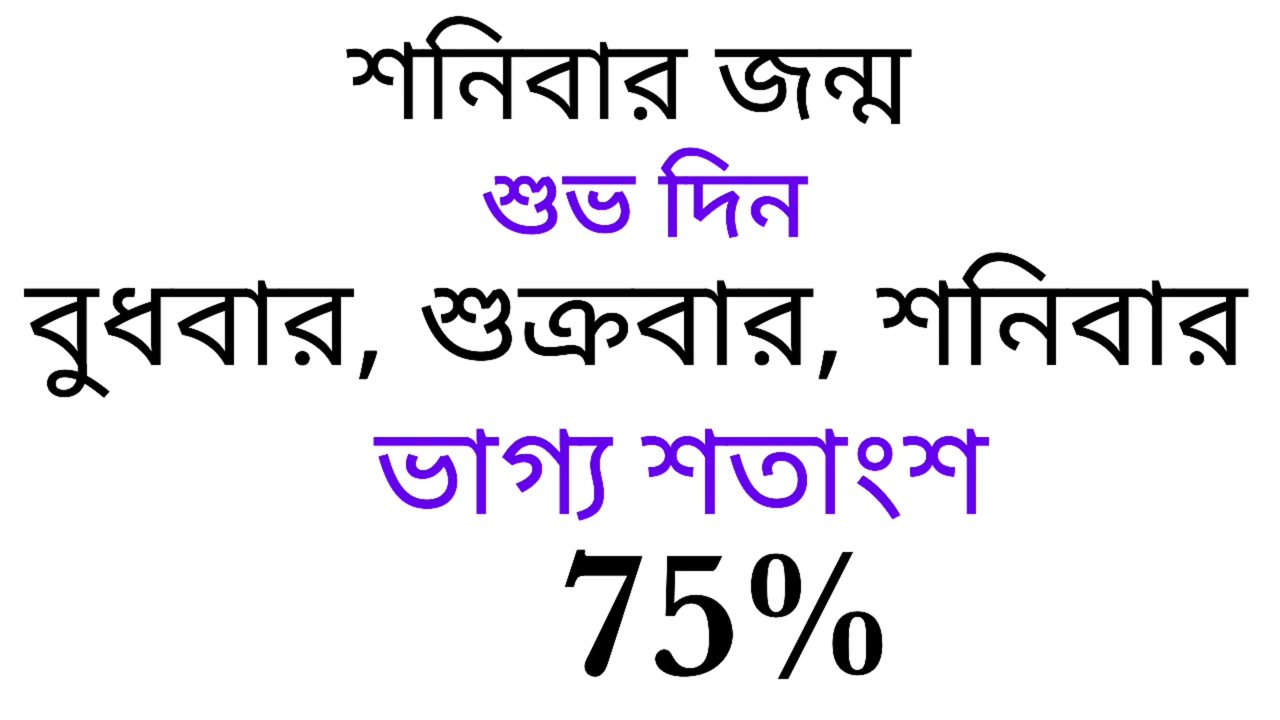 শনিবার জন্ম
শুভ দিন
বুধবার, শুক্রবার, শনিবার
ভাগ্য শতাংশ
75%